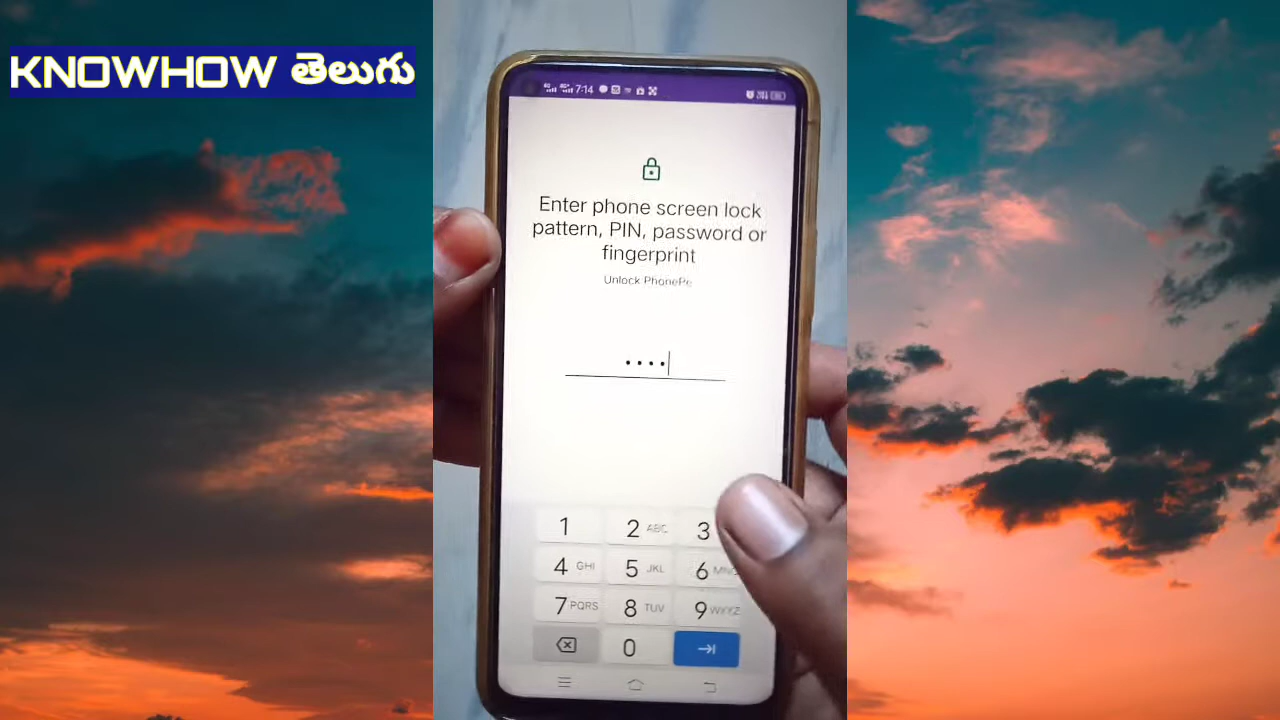 KNOWHOW తెలుగు
7:14
Enter phone screen lock
pattern, PIN, password or
fingerprint
Unlock PhonePe
1
2 ABC
3
4 GHI
5 JKL
6 MNO
7 PQRS
8 TUV
9 WXYZ
0